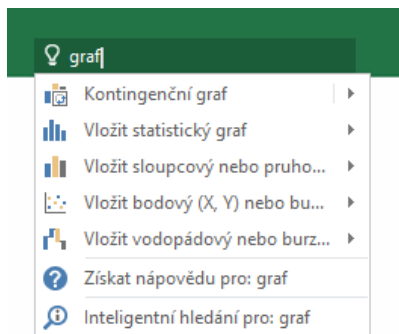 graf
Kontingenční graf
Vložit statistický graf
Vložit sloupcový nebo pruho...
Vložit bodový (X, Y) nebo bu...
Vložit vodopádový nebo burz...
Získat nápovědu pro: graf
Inteligentní hledání pro: graf